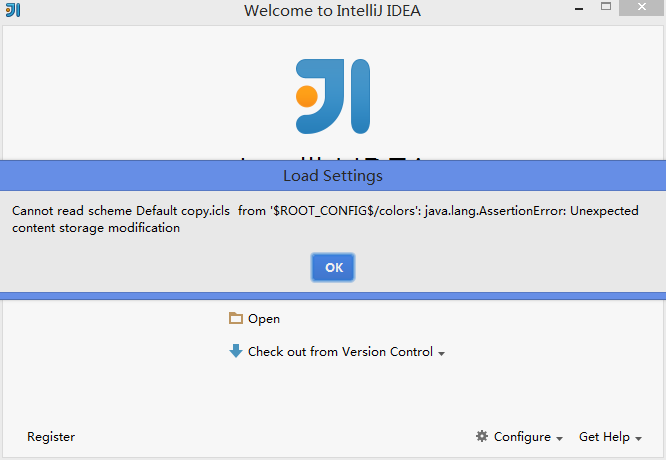 Welcome to IntelliJ IDEA
Load Settings
Cannot read scheme Default copy.icls  from '$ROOT_CONFIG$/colors': java.lang.AssertionError: Unexpected
content storage modification
OK
Open
Check out from Version Control
Register
Configure
Get Help